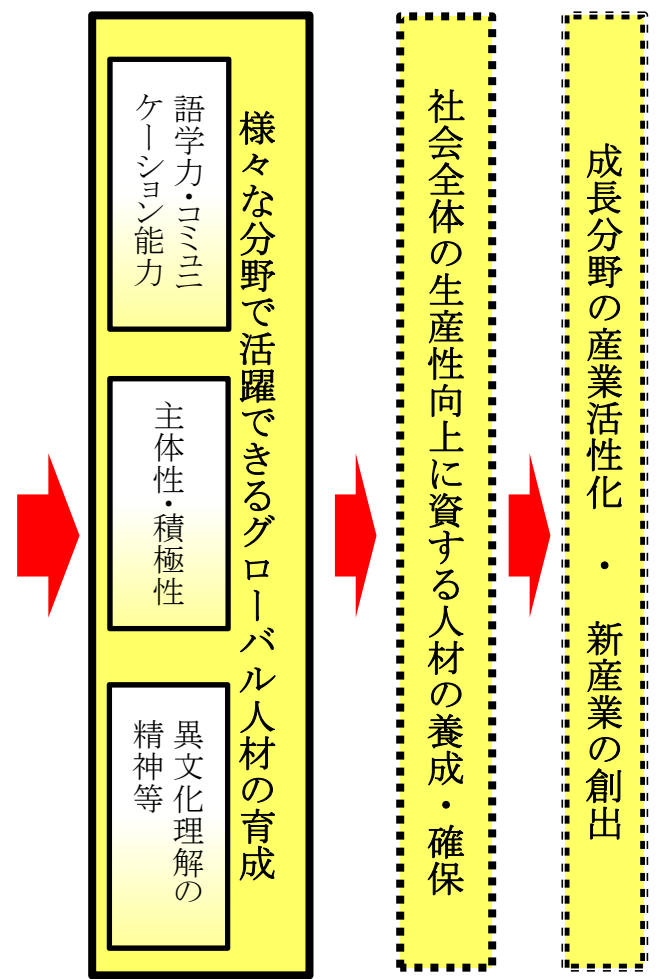 様々な分野で活躍できるグローバル人材の育成
語学力・コミュニ
ケーション能力
主体性・積極性
異文化理解の
精神等
社会全体の生産性向上に資する人材の養成・確保
成長分野の産業活性化　・　新産業の創出